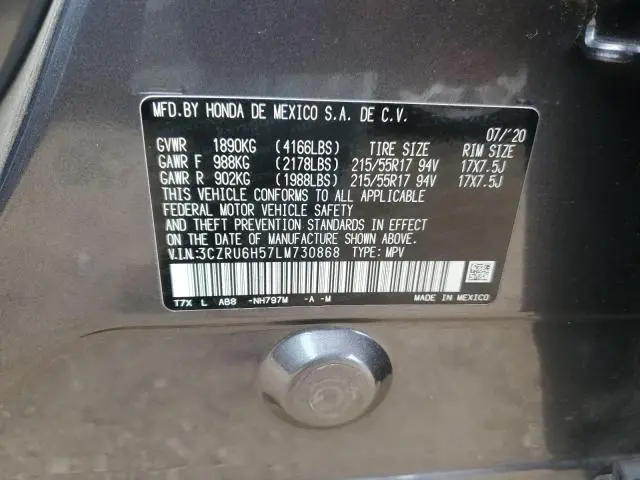 MFD.BY HONDA DE MEXICO S.A. DE C.V.
07/'20
GVWR 1890KG (4166LBS) TIRE SIZE RIM SIZE
GAWR F 988KG (2178LBS) 215/55R17 94V 17X7.5J
GAWR R 902KG (1988LBS) 215/55R17 94V 17X7.5J
THIS VEHICLE CONFORMS TO ALL APPLICABLE
FEDERAL MOTOR VEHICLE SAFETY
AND THEFT PREVENTION STANDARDS IN EFFECT
ON THE DATE OF MANUFACTURE SHOWN ABOVE.
V.I.N:3CZRU6H57LM730868 TYPE: MPV
T7X L AB8 -NH797M -A -M MADE IN MEXICO